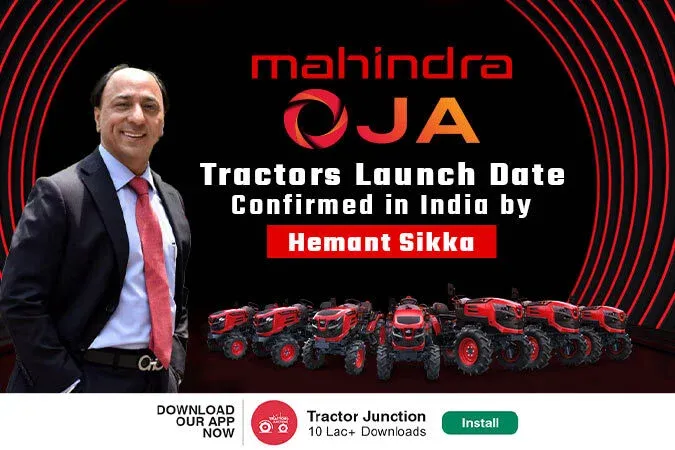 mahindra
OJA
Tractors Launch Date
Confirmed in India by
Hemant Sikka
DOWNLOAD
OUR APP
NOW
Tractor Junction
10 Lac+ Downloads
Install